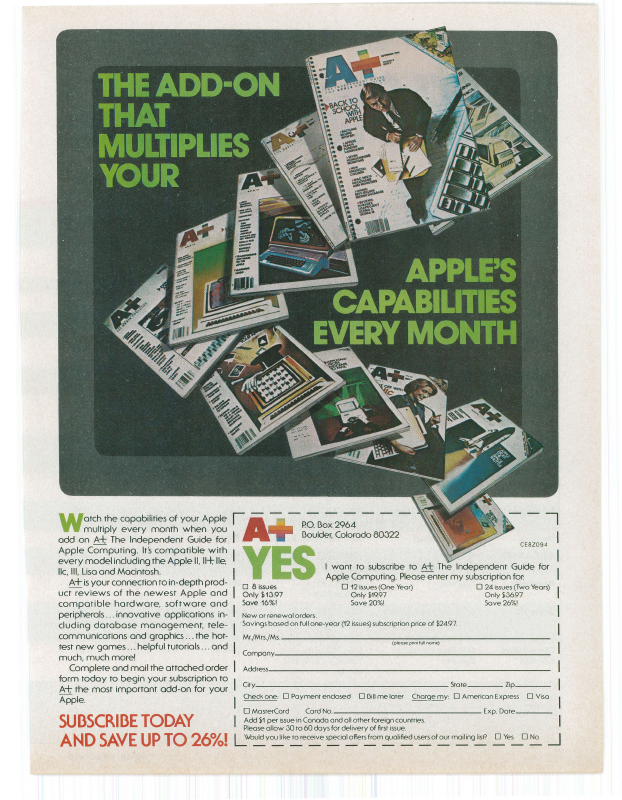 THE ADD-ON
THAT
MULTIPLIES
YOUR
A+
BACK TO
SCHOOL
WITH
APPLE
APPLE'S
CAPABILITIES
EVERY MONTH
Watch the capabilities of your Apple
multiply every month when you
add on A+ The Independent Guide for
Apple Computing. It's compatible with
every model including the Apple II, II+ IIe,
IIc, III, Lisa and Macintosh.
A+ is your connection to in-depth prod-
uct reviews of the newest Apple and
compatible hardware, software and
peripherals... innovative applications in-
cluding database management, tele-
communications and graphics... the hot-
test new games... helpful tutorials... and
much, much more!
Complete and mail the attached order
form today to begin your subscription to
A+ the most important add-on for your
Apple.
SUBSCRIBE TODAY
AND SAVE UP TO 26%!
A+
P.O. Box 2964
Boulder, Colorado 80322
CE8Z094
YES
I want to subscribe to A+ The Independent Guide for
Apple Computing. Please enter my subscription for:
☐ 8 issues ☐ 12 issues (One Year) ☐ 24 issues (Two Years)
Only $13.97 Only $19.97 Only $36.97
Save 16%! Save 20%! Save 26%!
New or renewal orders.
Savings based on full one-year (12 issues) subscription price of $24.97.
Mr./Mrs./Ms.
(please print full name)
Company
Address
City State Zip
Check one: ☐ Payment enclosed ☐ Bill me later Charge my: ☐ American Express ☐ Visa
☐ MasterCard Card No. Exp. Date
Add $1 per issue in Canada and all other foreign countries.
Please allow 30 to 60 days for delivery of first issue.
Would you like to receive special offers from qualified users of our mailing list? ☐ Yes ☐ No